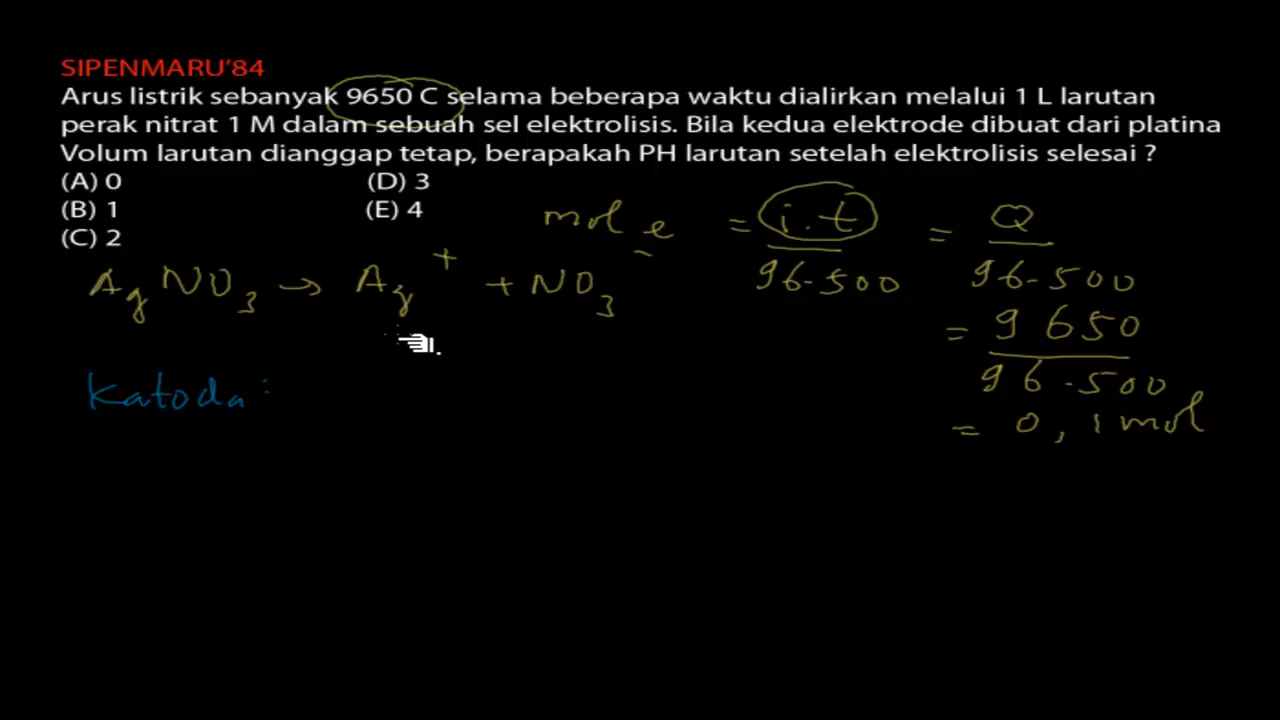 SIPENMARU'84
Arus listrik sebanyak 9650 C selama beberapa waktu dialirkan melalui 1 L larutan
perak nitrat 1 M dalam sebuah sel elektrolisis. Bila kedua elektrode dibuat dari platina
Volum larutan dianggap tetap, berapakah PH larutan setelah elektrolisis selesai ?
(A) 0 (D) 3
(B) 1 (E) 4
(C) 2
mol e = i.t / 96.500 = Q / 96.500
AgNO3 → Ag+ + NO3
= 9650 / 96.500
= 0,1 mol
Katoda :